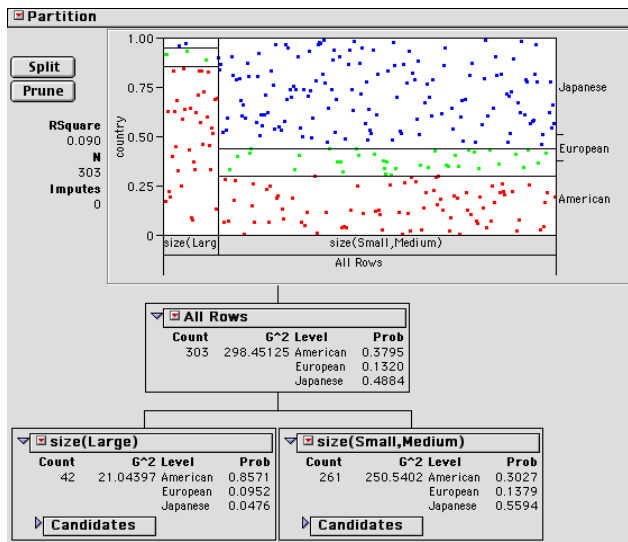 Partition
Split
Prune
RSquare
0.090
N
303
Imputes
0
country
1.00
0.75
0.50
0.25
0
Japanese
European
American
size(Larg
size(Small,Medium)
All Rows
All Rows
Count G^2 Level Prob
303 298.45125 American 0.3795
European 0.1320
Japanese 0.4884
size(Large)
Count G^2 Level Prob
42 21.04397 American 0.8571
European 0.0952
Japanese 0.0476
Candidates
size(Small,Medium)
Count G^2 Level Prob
261 250.5402 American 0.3027
European 0.1379
Japanese 0.5594
Candidates